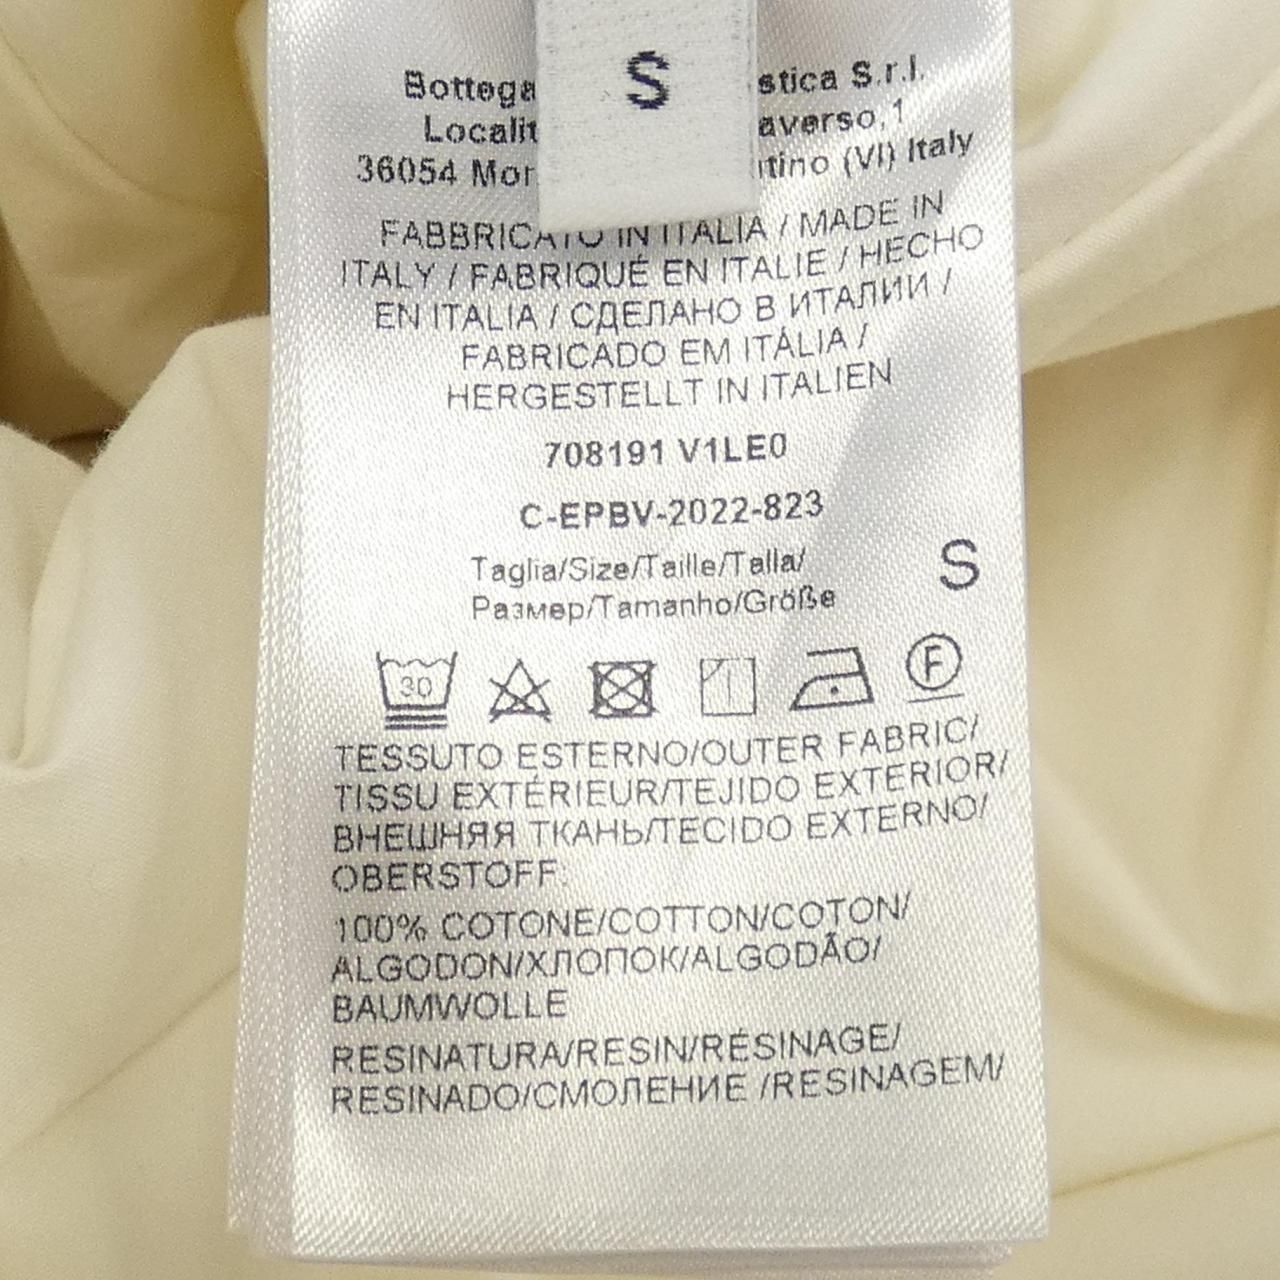 S
Bottega stica S.r.l.
Localit averso,1
36054 Mor tino (VI) Italy
FABBRICATO IN ITALIA / MADE IN
ITALY / FABRIQUÉ EN ITALIE / HECHO
EN ITALIA / СДЕЛАНО В ИТАЛИИ /
FABRICADO EM ITÁLIA /
HERGESTELLT IN ITALIEN
708191 V1LE0
C-EPBV-2022-823
Taglia/Size/Taille/Talla/
Размер/Tamanho/Größe
S
30
F
TESSUTO ESTERNO/OUTER FABRIC/
TISSU EXTÉRIEUR/TEJIDO EXTERIOR/
ВНЕШНЯЯ ТКАНЬ/TECIDO EXTERNO/
OBERSTOFF:
100% COTONE/COTTON/COTON/
ALGODON/ХЛОПОК/ALGODÃO/
BAUMWOLLE
RESINATURA/RESIN/RÉSINAGE/
RESINADO/СМОЛЕНИЕ /RESINAGEM/